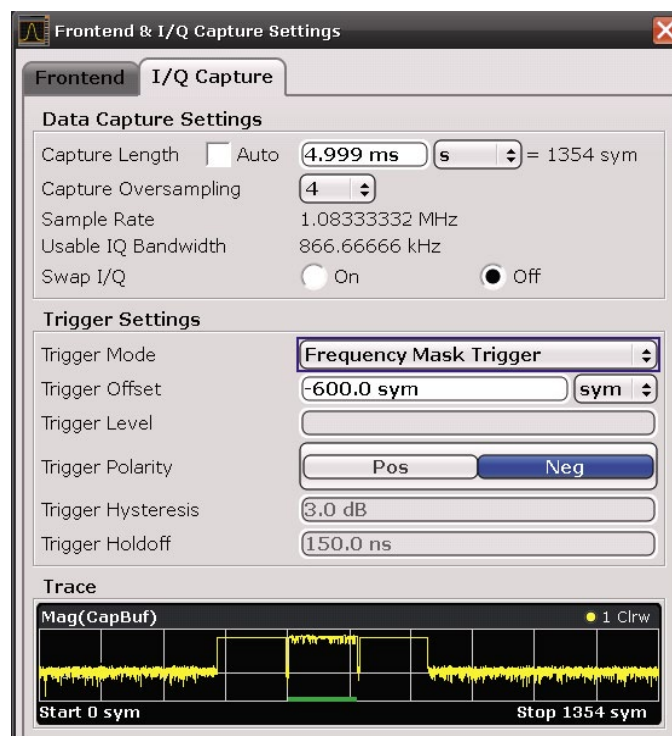 Frontend & I/Q Capture Settings
Frontend I/Q Capture
Data Capture Settings
Capture Length Auto 4.999 ms s = 1354 sym
Capture Oversampling 4
Sample Rate 1.08333332 MHz
Usable IQ Bandwidth 866.66666 kHz
Swap I/Q On Off
Trigger Settings
Trigger Mode Frequency Mask Trigger
Trigger Offset -600.0 sym sym
Trigger Level
Trigger Polarity Pos Neg
Trigger Hysteresis 3.0 dB
Trigger Holdoff 150.0 ns
Trace
Mag(CapBuf) 1 Clrw
Start 0 sym Stop 1354 sym